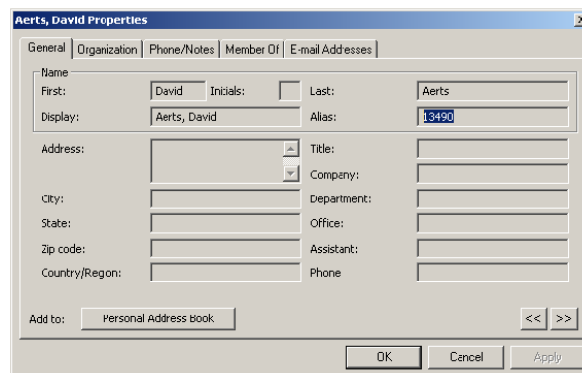 Aerts, David Properties
General Organization Phone/Notes Member Of E-mail Addresses
Name
First: David Initials: Last: Aerts
Display: Aerts, David Alias: 13490
Address: Title:
Company:
City: Department:
State: Office:
Zip code: Assistant:
Country/Regon: Phone
Add to: Personal Address Book << >>
OK Cancel Apply